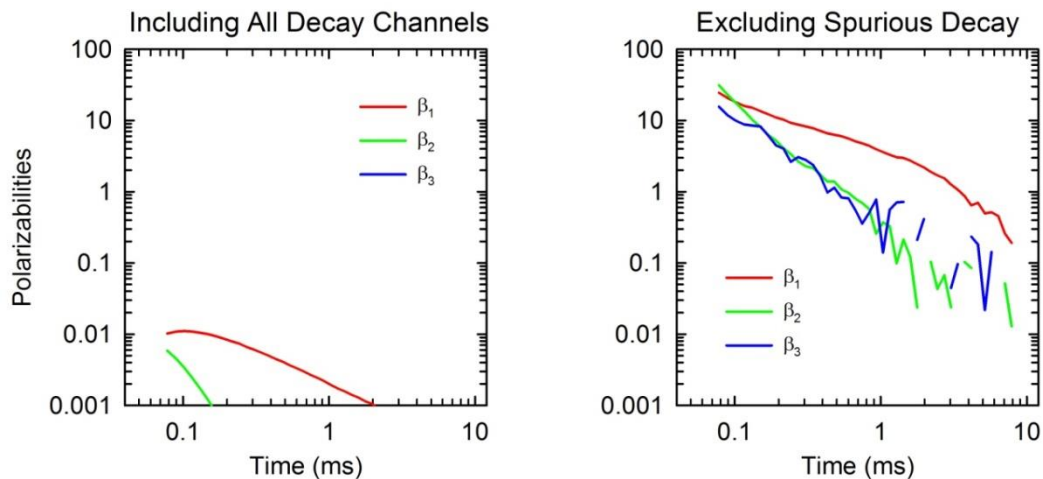 Including All Decay Channels
100
10
1
0.1
0.01
0.001
Polarizabilities
β1
β2
β3
0.1 1 10
Time (ms)
Excluding Spurious Decay
100
10
1
0.1
0.01
0.001
β1
β2
β3
0.1 1 10
Time (ms)